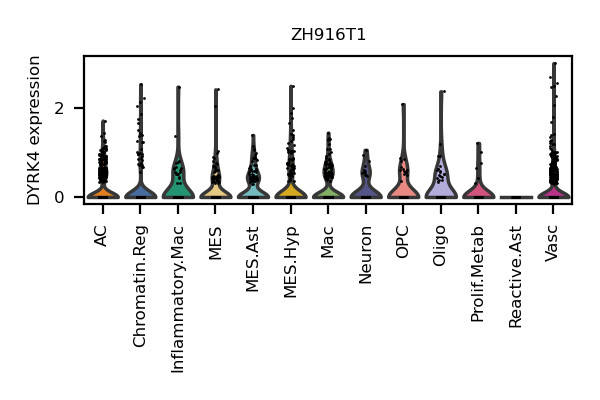 ZH916T1
DYRK4 expression
2
0
AC
Chromatin.Reg
Inflammatory.Mac
MES
MES.Ast
MES.Hyp
Mac
Neuron
OPC
Oligo
Prolif.Metab
Reactive.Ast
Vasc